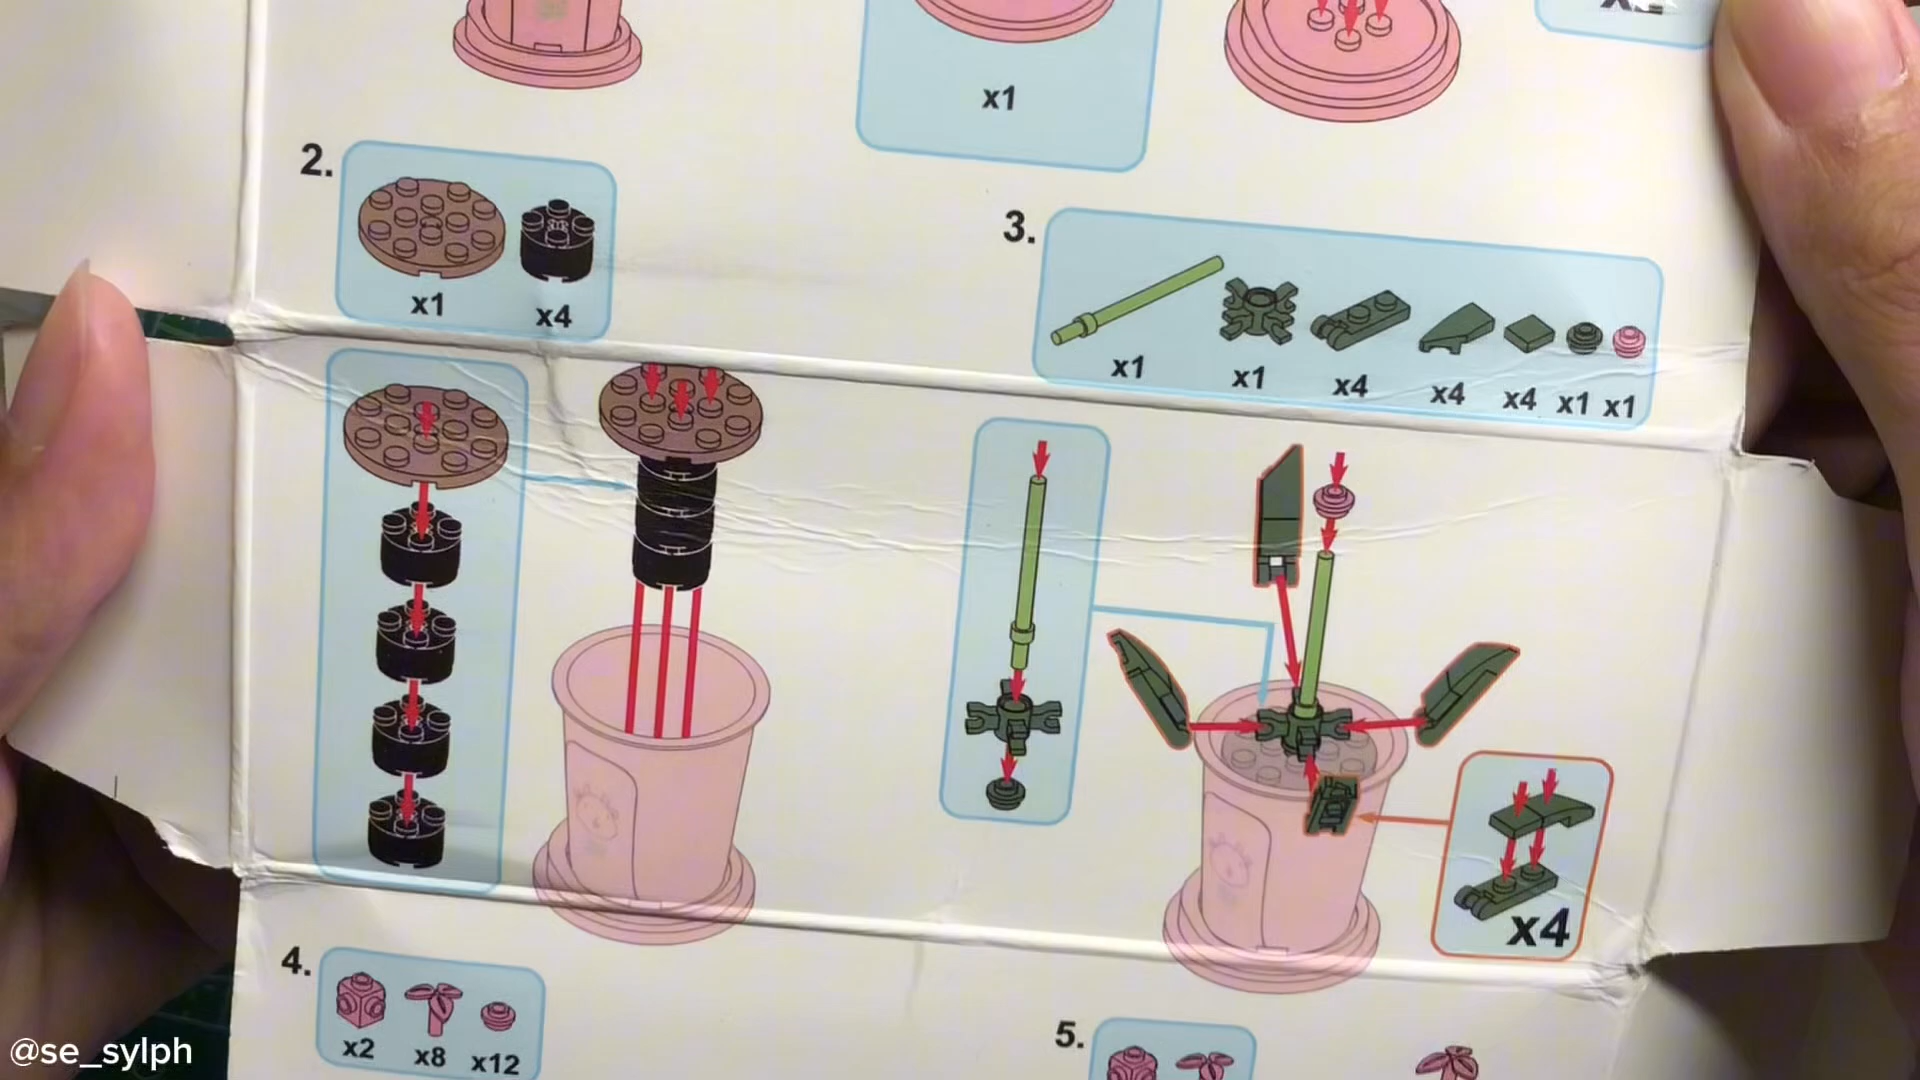 x1
2.
x1 x4
3.
x1 x1 x4 x4 x4 x1 x1
x4
4.
x2 x8 x12
5.
@se_sylph